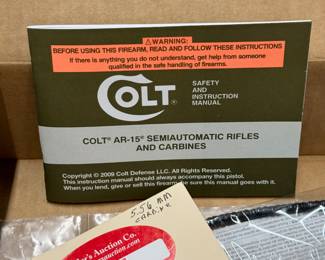 ⚠WARNING:
BEFORE USING THIS FIREARM, READ AND FOLLOW THESE INSTRUCTIONS
If there is anything you do not understand, get help from someone
qualified in the safe handling of firearms.
COLT®
SAFETY
AND
INSTRUCTION
MANUAL
COLT® AR-15® SEMIAUTOMATIC RIFLES
AND CARBINES
Copyright © 2009 Colt Defense LLC. All Rights Reserved.
This instruction manual should always accompany this pistol.
When you lend, give or sell this firearm be sure this manual goes with it.
5.56 MM
's Auction Co.